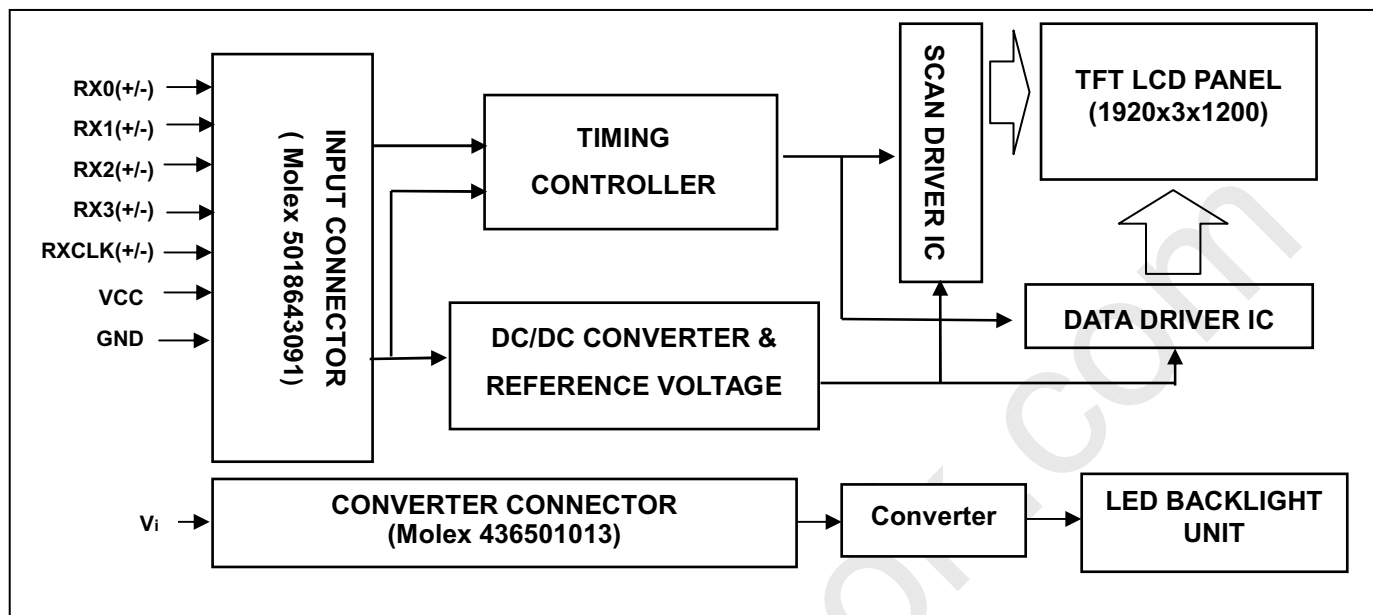 RX0(+/-)
RX1(+/-)
RX2(+/-)
RX3(+/-)
RXCLK(+/-)
VCC
GND
INPUT CONNECTOR
( Molex 5018643091)
TIMING
CONTROLLER
DC/DC CONVERTER &
REFERENCE VOLTAGE
SCAN DRIVER IC
TFT LCD PANEL
(1920x3x1200)
DATA DRIVER IC
Vi
CONVERTER CONNECTOR
(Molex 436501013)
Converter
LED BACKLIGHT
UNIT